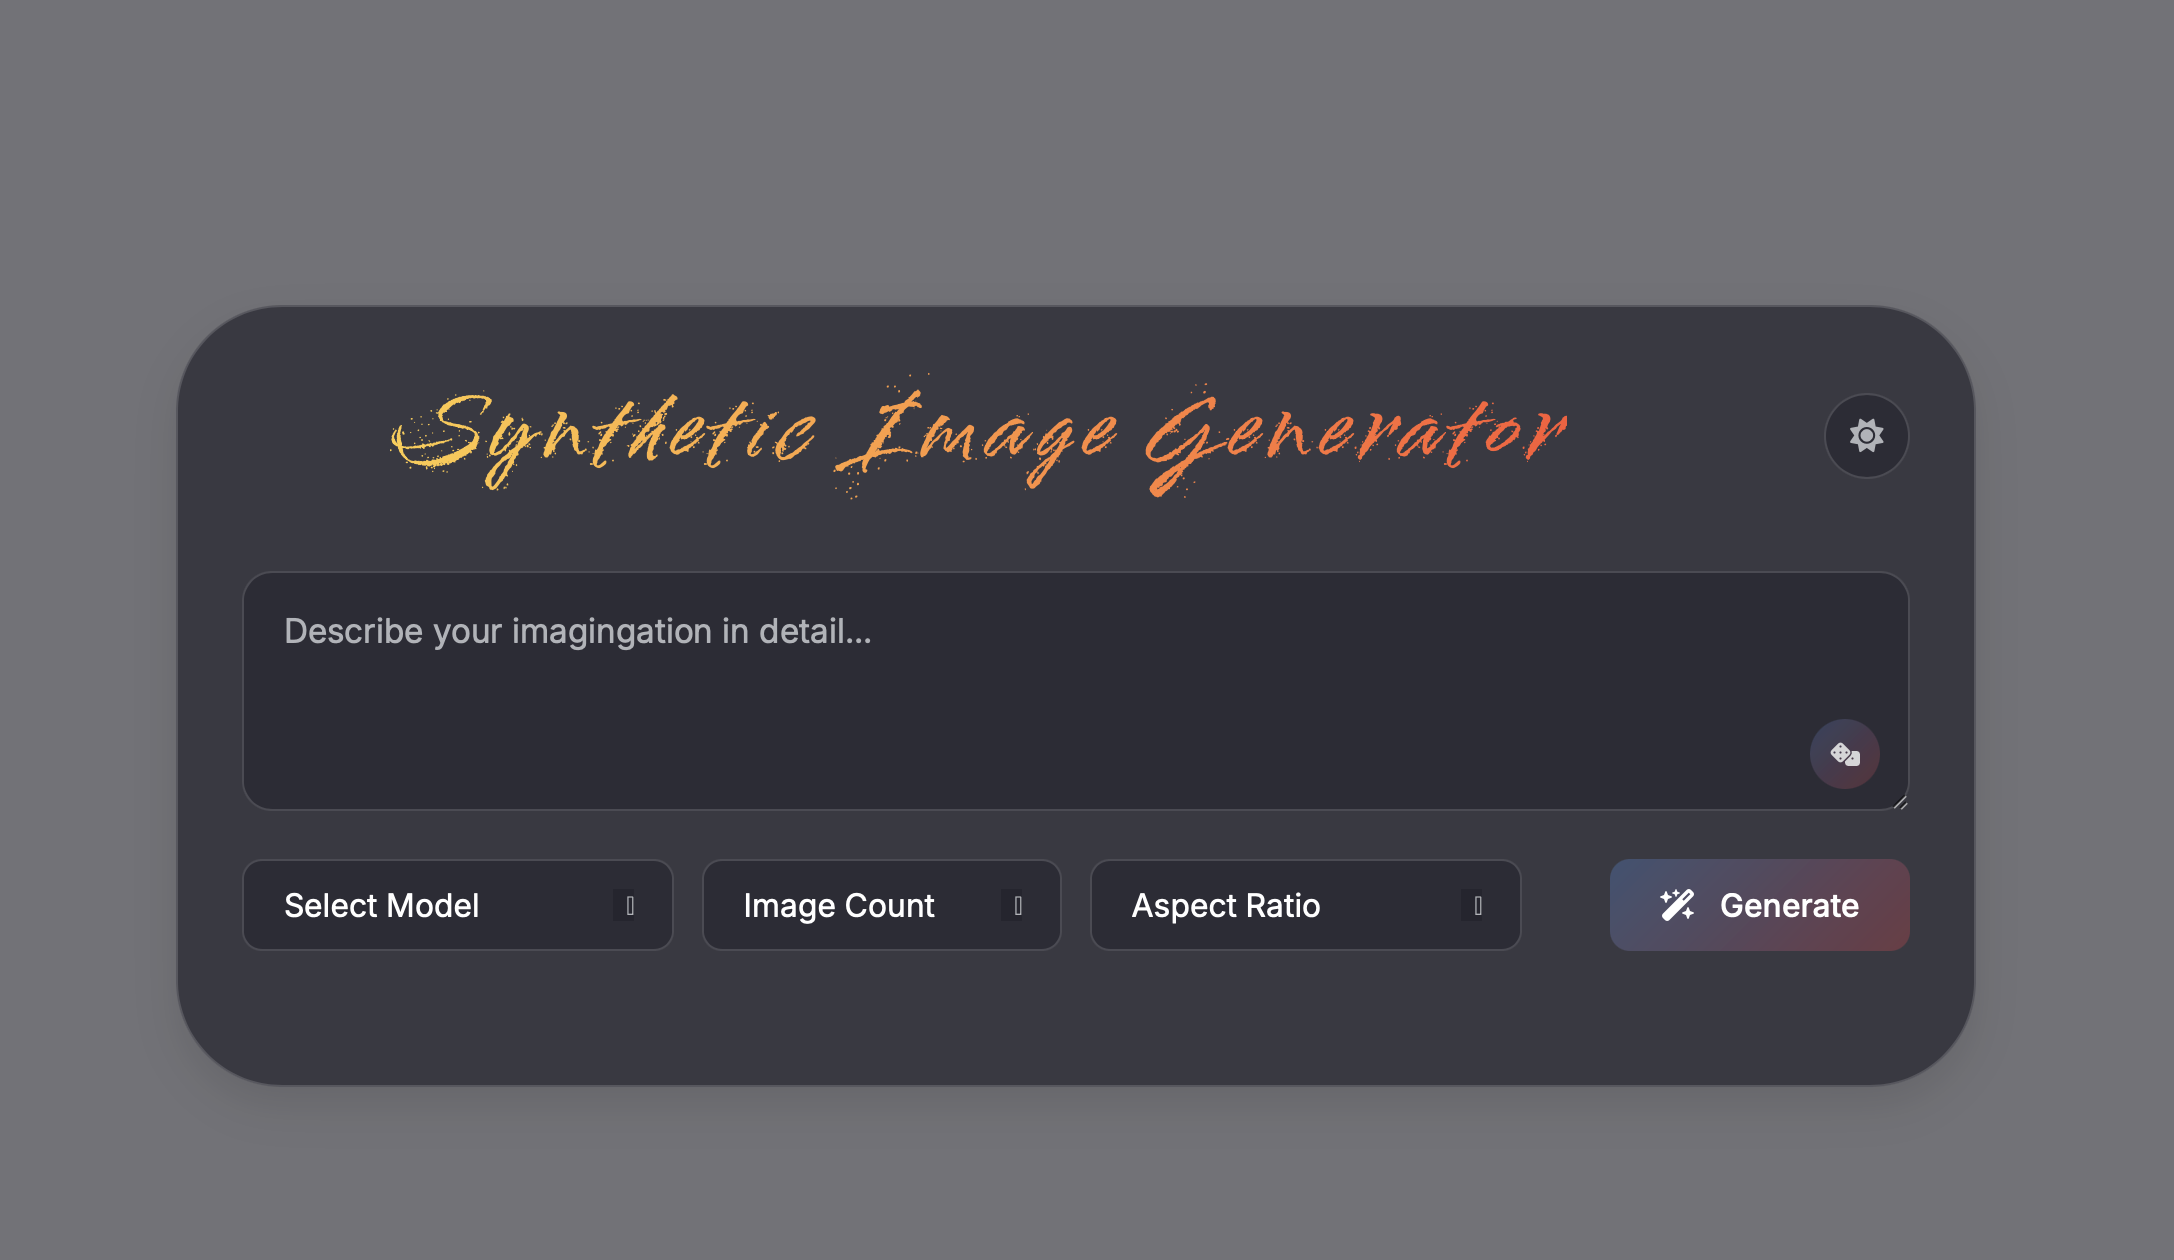 Synthetic Image Generator
Describe your imagingation in detail...
Select Model
Image Count
Aspect Ratio
Generate